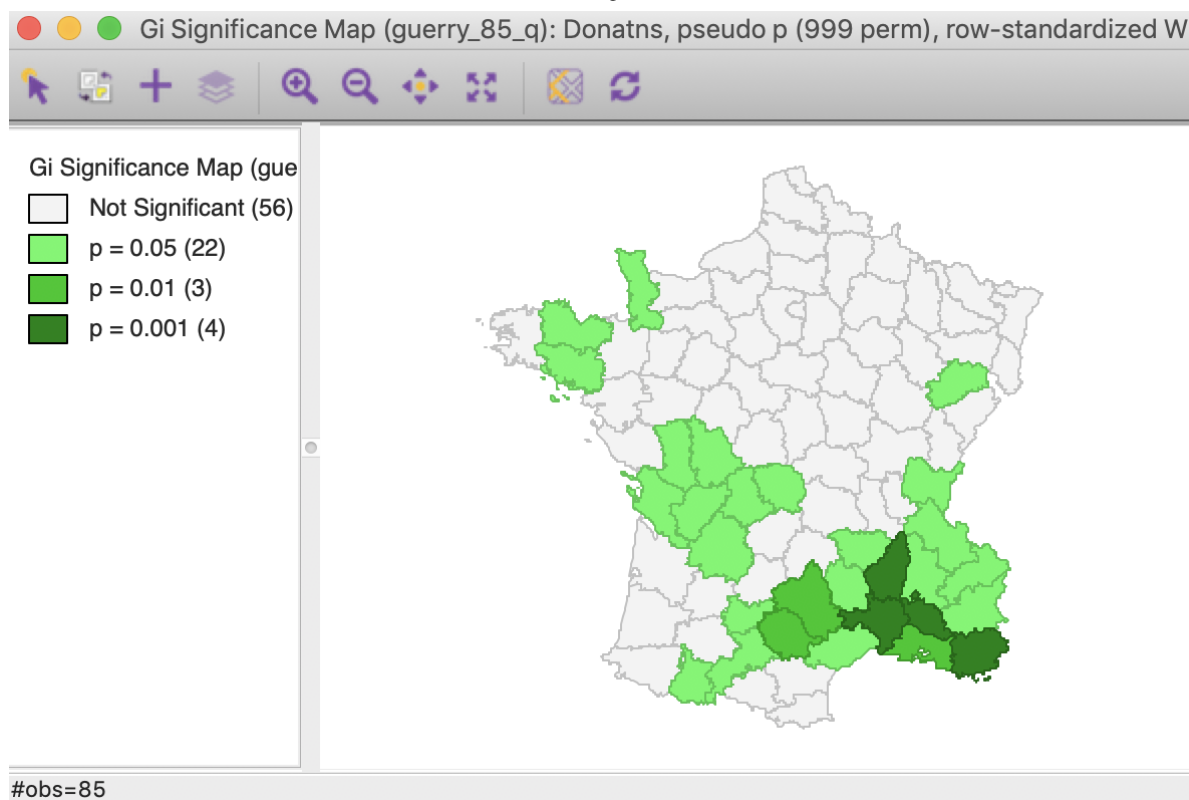 Gi Significance Map (guerry_85_q): Donatns, pseudo p (999 perm), row-standardized W
Gi Significance Map (gue
Not Significant (56)
p = 0.05 (22)
p = 0.01 (3)
p = 0.001 (4)
#obs=85